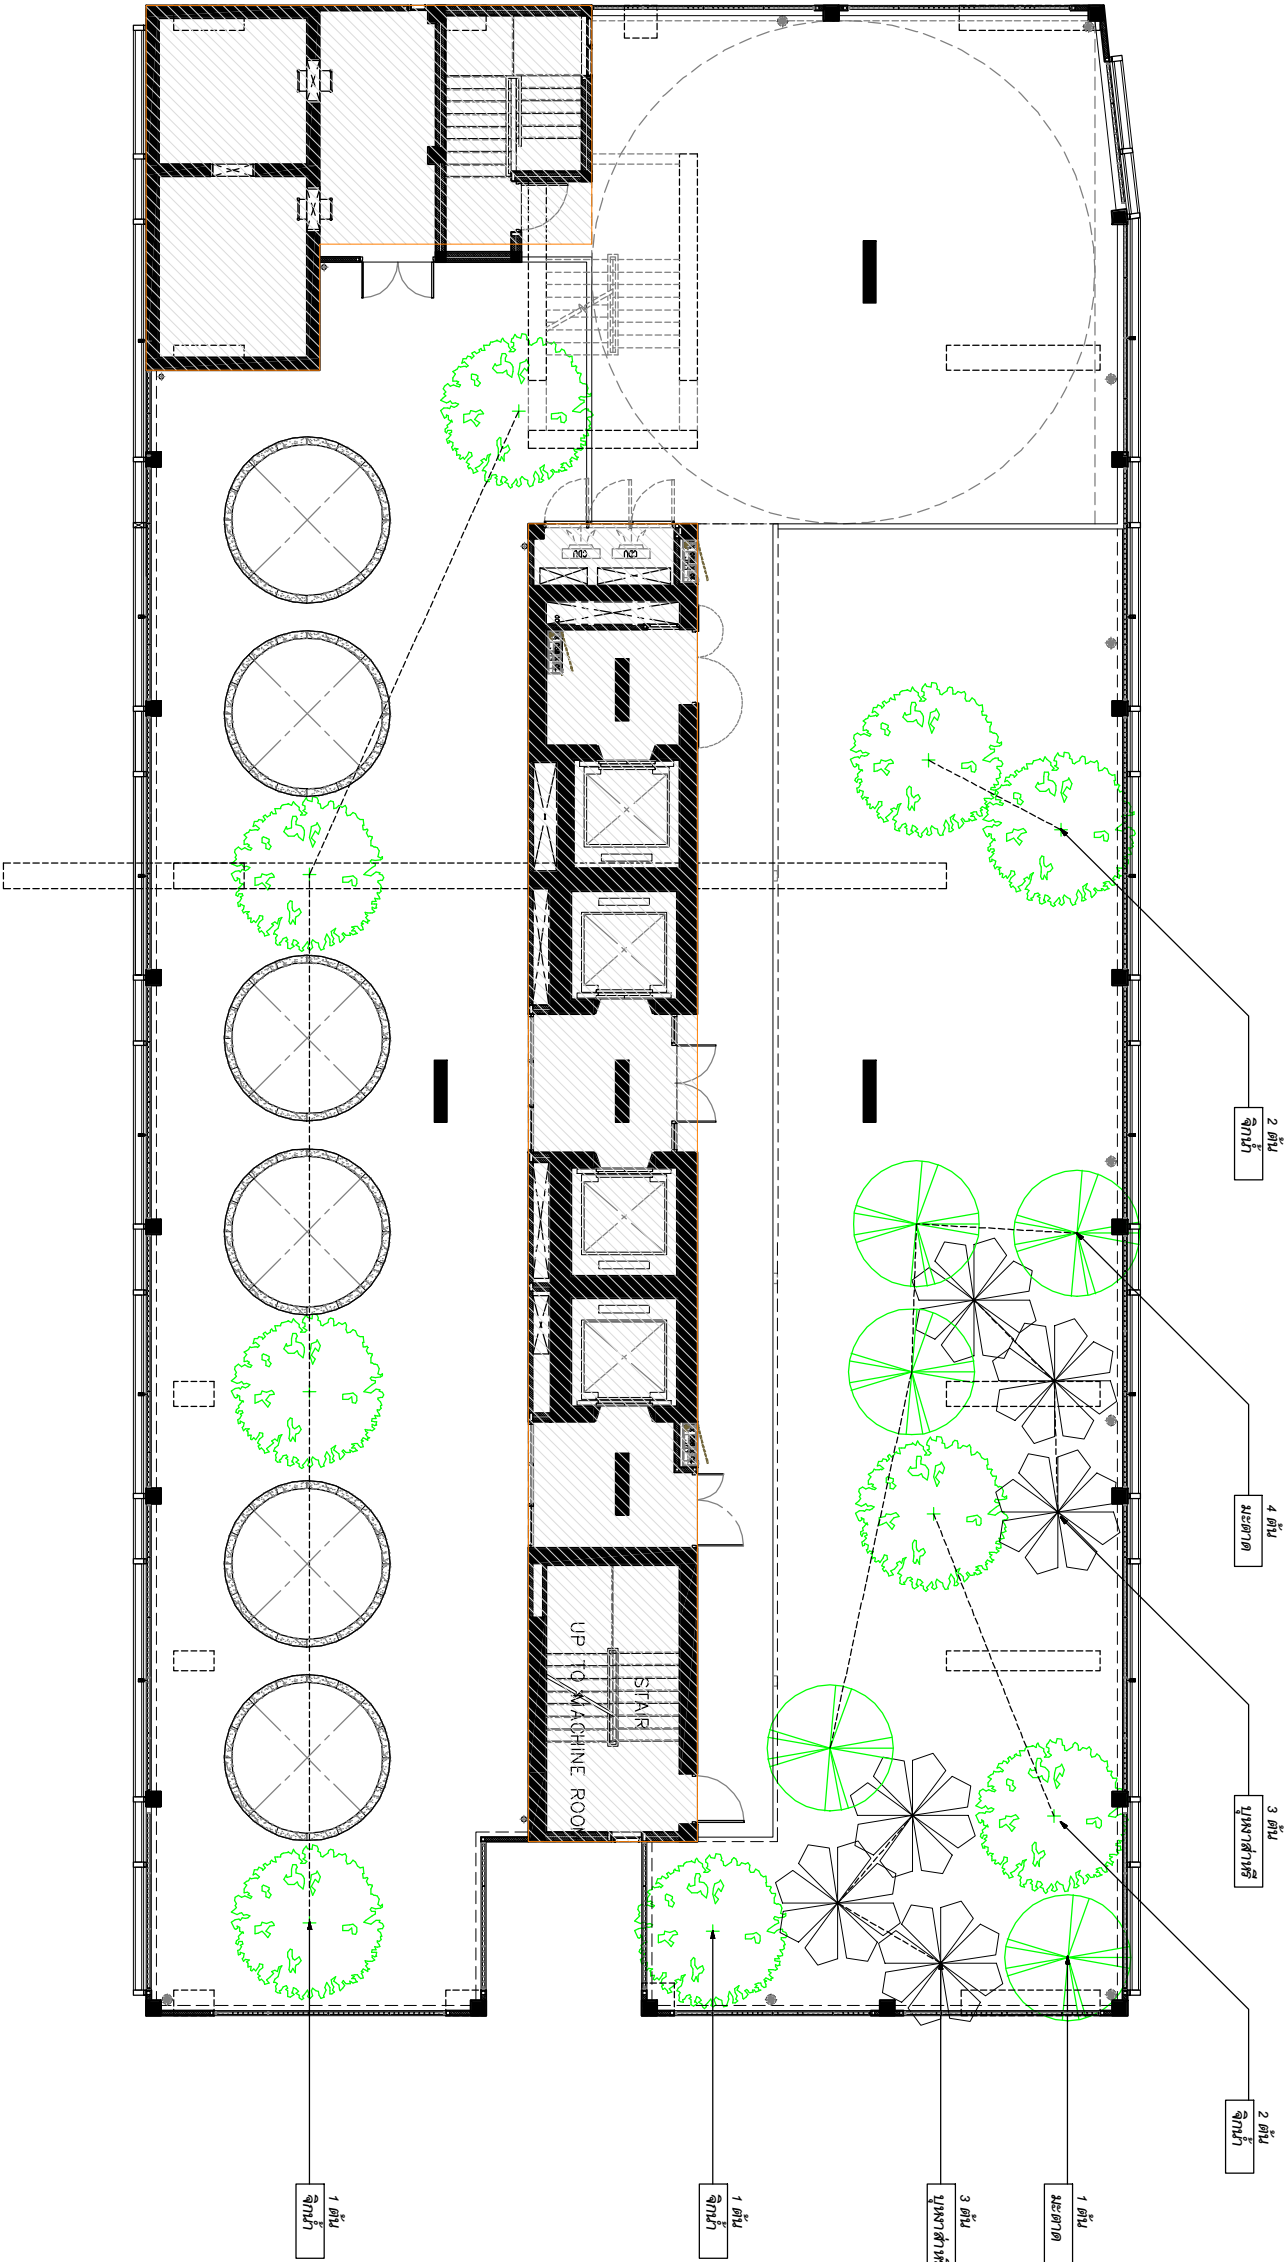 2 ต้น
จิกน้ำ
4 ต้น
มะตาด
3 ต้น
บุหงาส่าหรี
2 ต้น
จิกน้ำ
1 ต้น
มะตาด
3 ต้น
บุหงาส่าหรี
1 ต้น
จิกน้ำ
1 ต้น
จิกน้ำ
STAIR
UP TO MACHINE ROOM
CDU
CDU